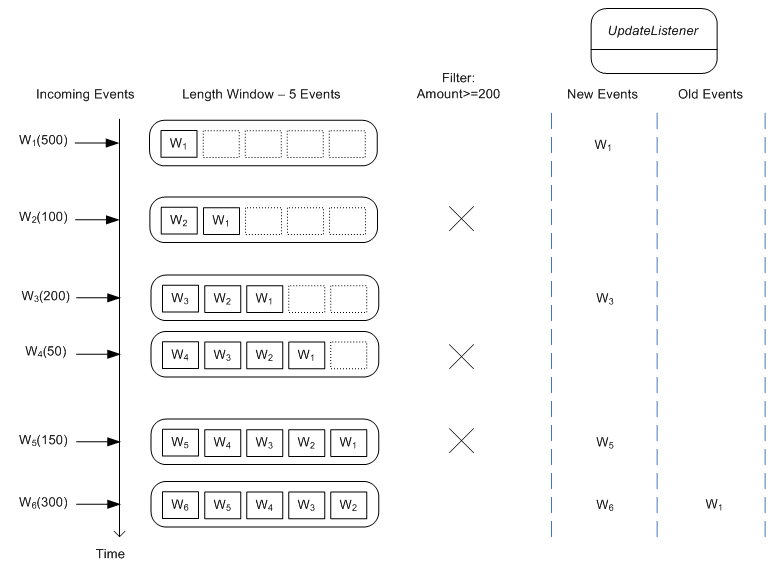 UpdateListener
Filter:
Incoming Events Length Window – 5 Events Amount>=200 New Events Old Events
W₁(500) W₁ W₁
W₂(100) W₂ W₁
W₃(200) W₃ W₂ W₁ W₃
W₄(50) W₄ W₃ W₂ W₁
W₅(150) W₅ W₄ W₃ W₂ W₁ W₅
W₆(300) W₆ W₅ W₄ W₃ W₂ W₆ W₁
Time